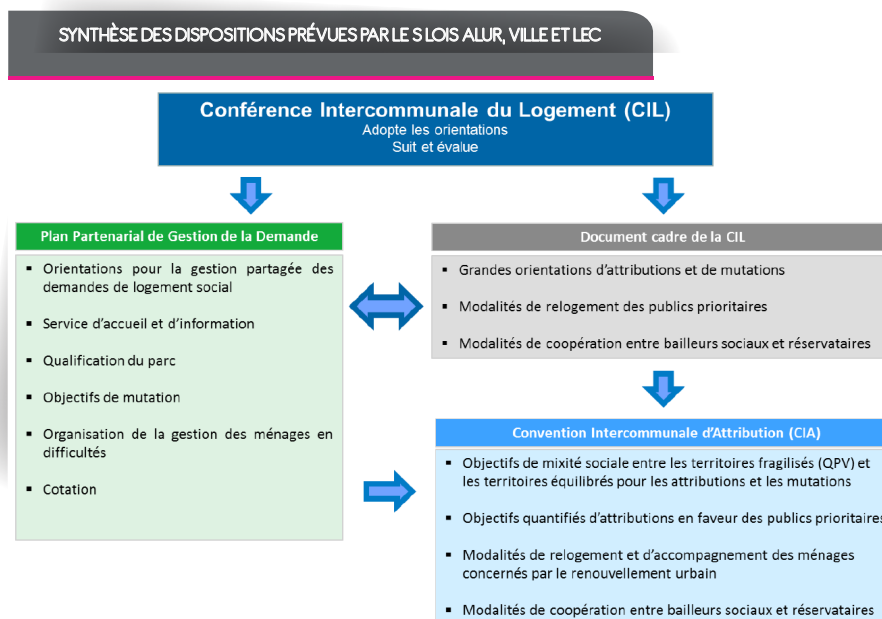 SYNTHÈSE DES DISPOSITIONS PRÉVUES PAR LE S LOIS ALUR, VILLE ET LEC
Conférence Intercommunale du Logement (CIL)
Adopte les orientations
Suit et évalue
Plan Partenarial de Gestion de la Demande
▪ Orientations pour la gestion partagée des
demandes de logement social
▪ Service d'accueil et d'information
▪ Qualification du parc
▪ Objectifs de mutation
▪ Organisation de la gestion des ménages en
difficultés
▪ Cotation
Document cadre de la CIL
▪ Grandes orientations d'attributions et de mutations
▪ Modalités de relogement des publics prioritaires
▪ Modalités de coopération entre bailleurs sociaux et réservataires
Convention Intercommunale d'Attribution (CIA)
▪ Objectifs de mixité sociale entre les territoires fragilisés (QPV) et
les territoires équilibrés pour les attributions et les mutations
▪ Objectifs quantifiés d'attributions en faveur des publics prioritaires
▪ Modalités de relogement et d'accompagnement des ménages
concernés par le renouvellement urbain
▪ Modalités de coopération entre bailleurs sociaux et réservataires